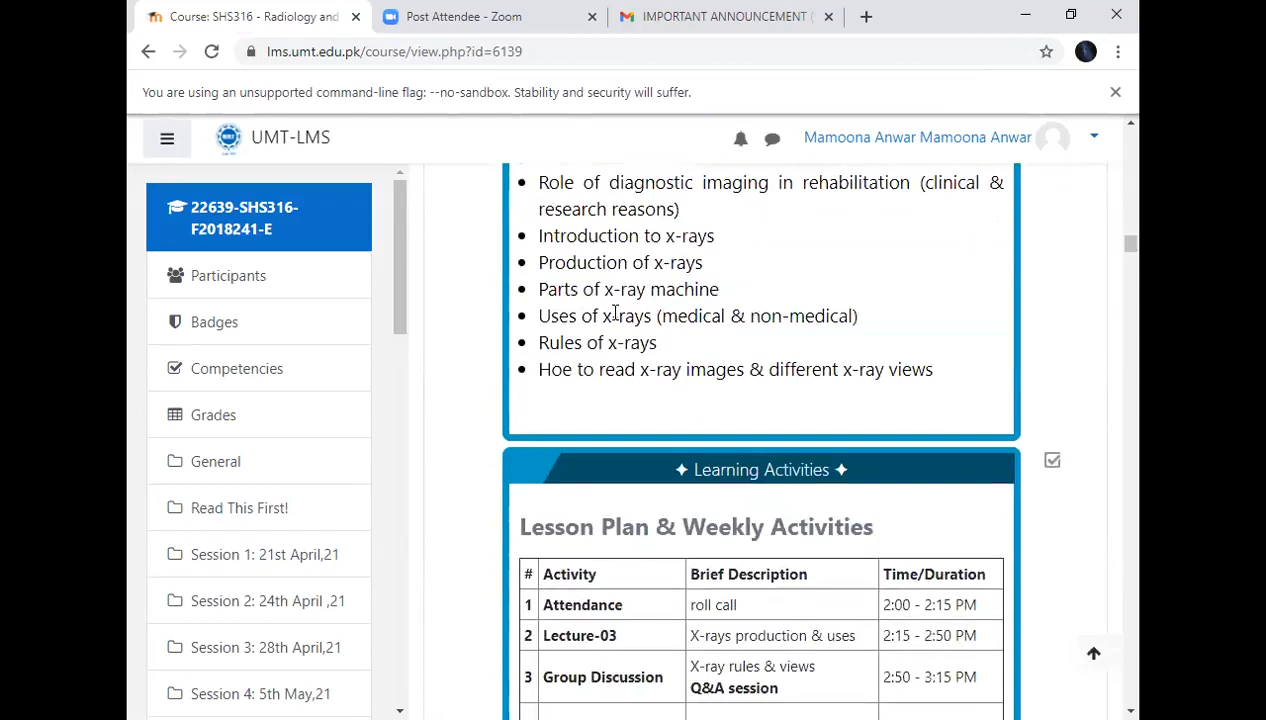 Course: SHS316 - Radiology and
Post Attendee - Zoom
IMPORTANT ANNOUNCEMENT (
lms.umt.edu.pk/course/view.php?id=6139
You are using an unsupported command-line flag: --no-sandbox. Stability and security will suffer.
UMT-LMS
Mamoona Anwar Mamoona Anwar
22639-SHS316-
F2018241-E
Participants
Badges
Competencies
Grades
General
Read This First!
Session 1: 21st April,21
Session 2: 24th April ,21
Session 3: 28th April,21
Session 4: 5th May,21
• Role of diagnostic imaging in rehabilitation (clinical &
research reasons)
• Introduction to x-rays
• Production of x-rays
• Parts of x-ray machine
• Uses of x-rays (medical & non-medical)
• Rules of x-rays
• Hoe to read x-ray images & different x-ray views
✦ Learning Activities ✦
Lesson Plan & Weekly Activities
# Activity Brief Description Time/Duration
1 Attendance roll call 2:00 - 2:15 PM
2 Lecture-03 X-rays production & uses 2:15 - 2:50 PM
3 Group Discussion X-ray rules & views 2:50 - 3:15 PM
Q&A session